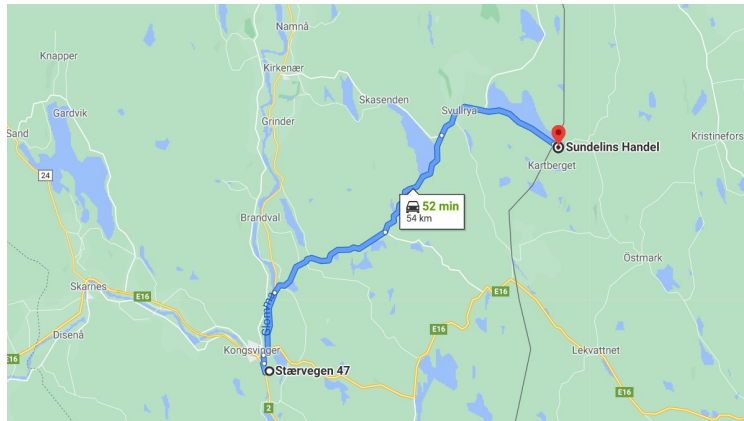 Namnå
Knapper
Kirkenær
Gardvik
Skasenden
Svullrya
Grinder
Sand
Kristinefors
Sundelins Handel
Kartberget
24
52 min
54 km
Brandval
Östmark
Skarnes
E16
E16
Glomma
E16
Disenå
Kongsvinger
Lekvattnet
E16
Stærvegen 47
E16
2